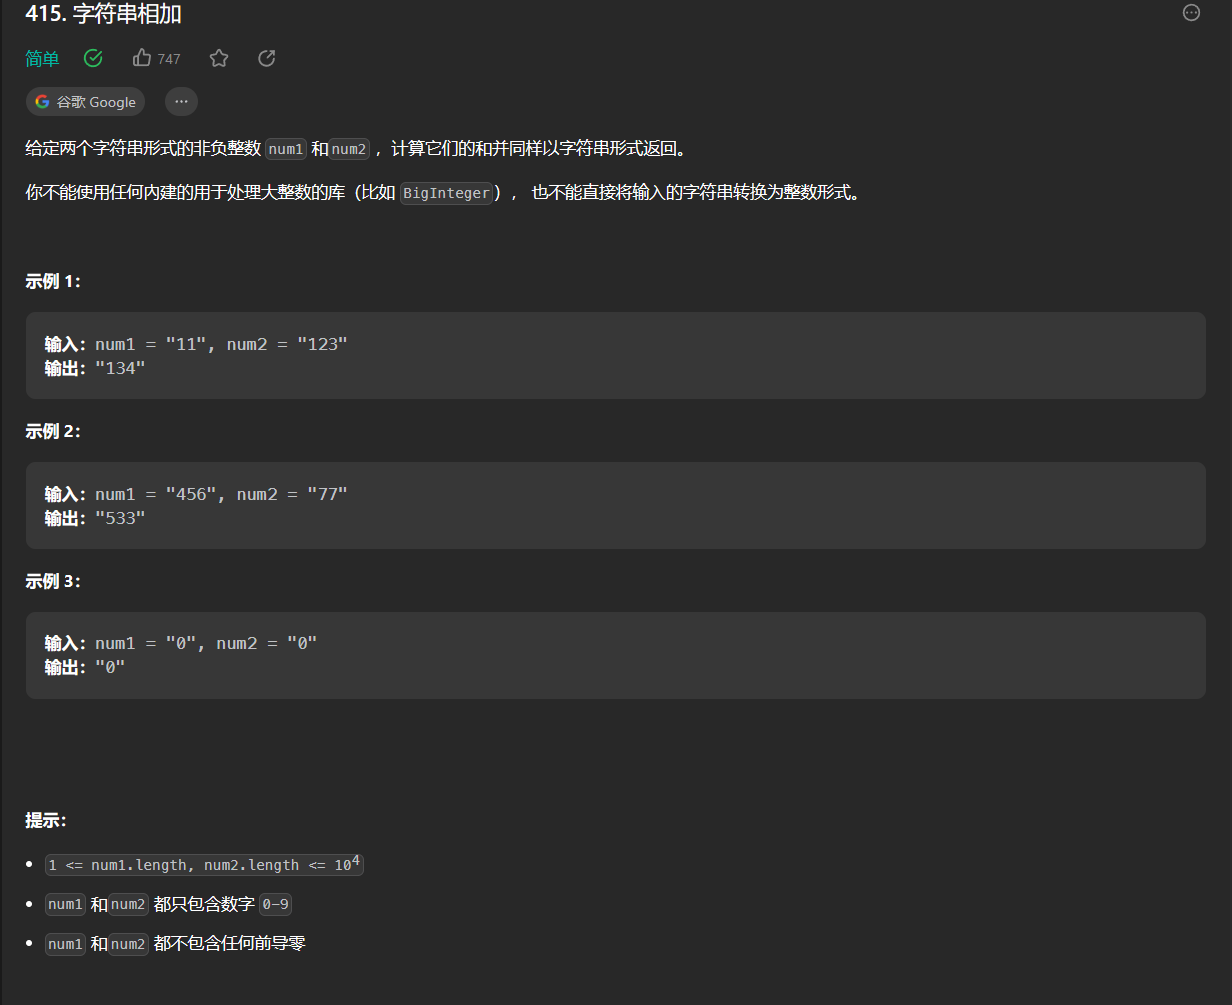 415. 字符串相加
简单 747
谷歌 Google ...
给定两个字符串形式的非负整数 num1 和num2 ，计算它们的和并同样以字符串形式返回。
你不能使用任何內建的用于处理大整数的库（比如 BigInteger）， 也不能直接将输入的字符串转换为整数形式。
示例 1：
输入：num1 = "11", num2 = "123"
输出："134"
示例 2：
输入：num1 = "456", num2 = "77"
输出："533"
示例 3：
输入：num1 = "0", num2 = "0"
输出："0"
提示：
• 1 <= num1.length, num2.length <= 10⁴
• num1 和num2 都只包含数字 0-9
• num1 和num2 都不包含任何前导零